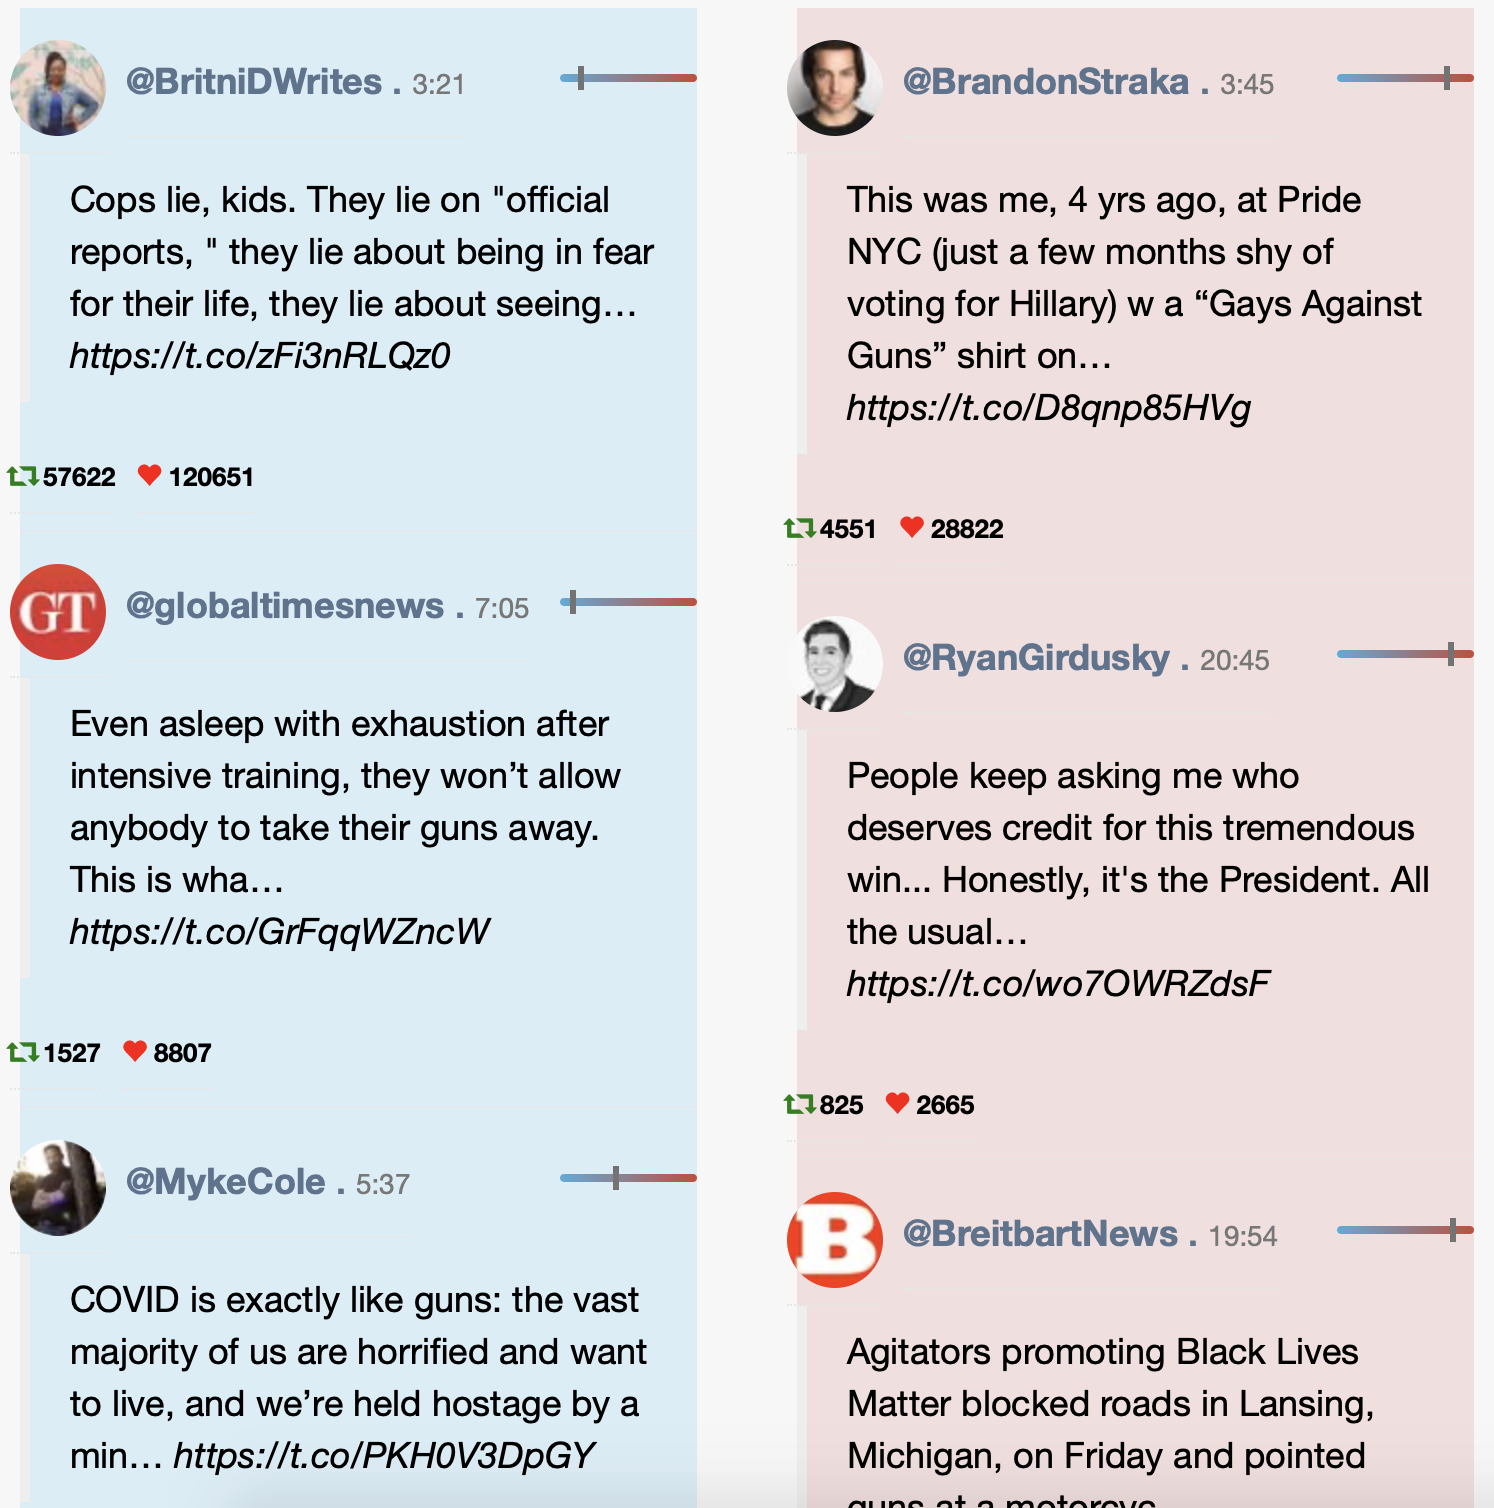 @BritniDWrites . 3:21
Cops lie, kids. They lie on "official
reports, " they lie about being in fear
for their life, they lie about seeing…
https://t.co/zFi3nRLQz0
57622 120651
GT
@globaltimesnews . 7:05
Even asleep with exhaustion after
intensive training, they won’t allow
anybody to take their guns away.
This is wha…
https://t.co/GrFqqWZncW
1527 8807
@MykeCole . 5:37
COVID is exactly like guns: the vast
majority of us are horrified and want
to live, and we’re held hostage by a
min… https://t.co/PKH0V3DpGY
@BrandonStraka . 3:45
This was me, 4 yrs ago, at Pride
NYC (just a few months shy of
voting for Hillary) w a “Gays Against
Guns” shirt on…
https://t.co/D8qnp85HVg
4551 28822
@RyanGirdusky . 20:45
People keep asking me who
deserves credit for this tremendous
win... Honestly, it's the President. All
the usual…
https://t.co/wo7OWRZdsF
825 2665
B
@BreitbartNews . 19:54
Agitators promoting Black Lives
Matter blocked roads in Lansing,
Michigan, on Friday and pointed
guns at a motorcyc